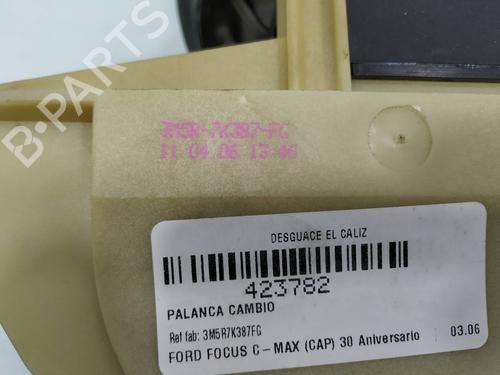 B-PARTS
3M5R-7K387-FG
11 04 06 13:46
DESGUACE EL CALIZ
423782
PALANCA CAMBIO
Ref fab: 3M5R7K387FG
FORD FOCUS C-MAX (CAP) 30 Aniversario 03.06